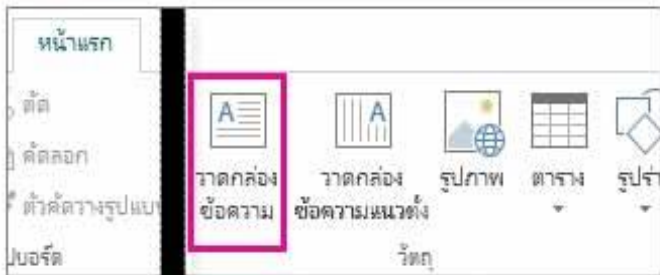 หน้าแรก
ตัด
คัดลอก
ตัวคัดวางรูปแบบ
วาดกล่อง
ข้อความ
วาดกล่อง
ข้อความแนวตั้ง
รูปภาพ
ตาราง
รูปร่า
ปบอร์ด
วัตถุ